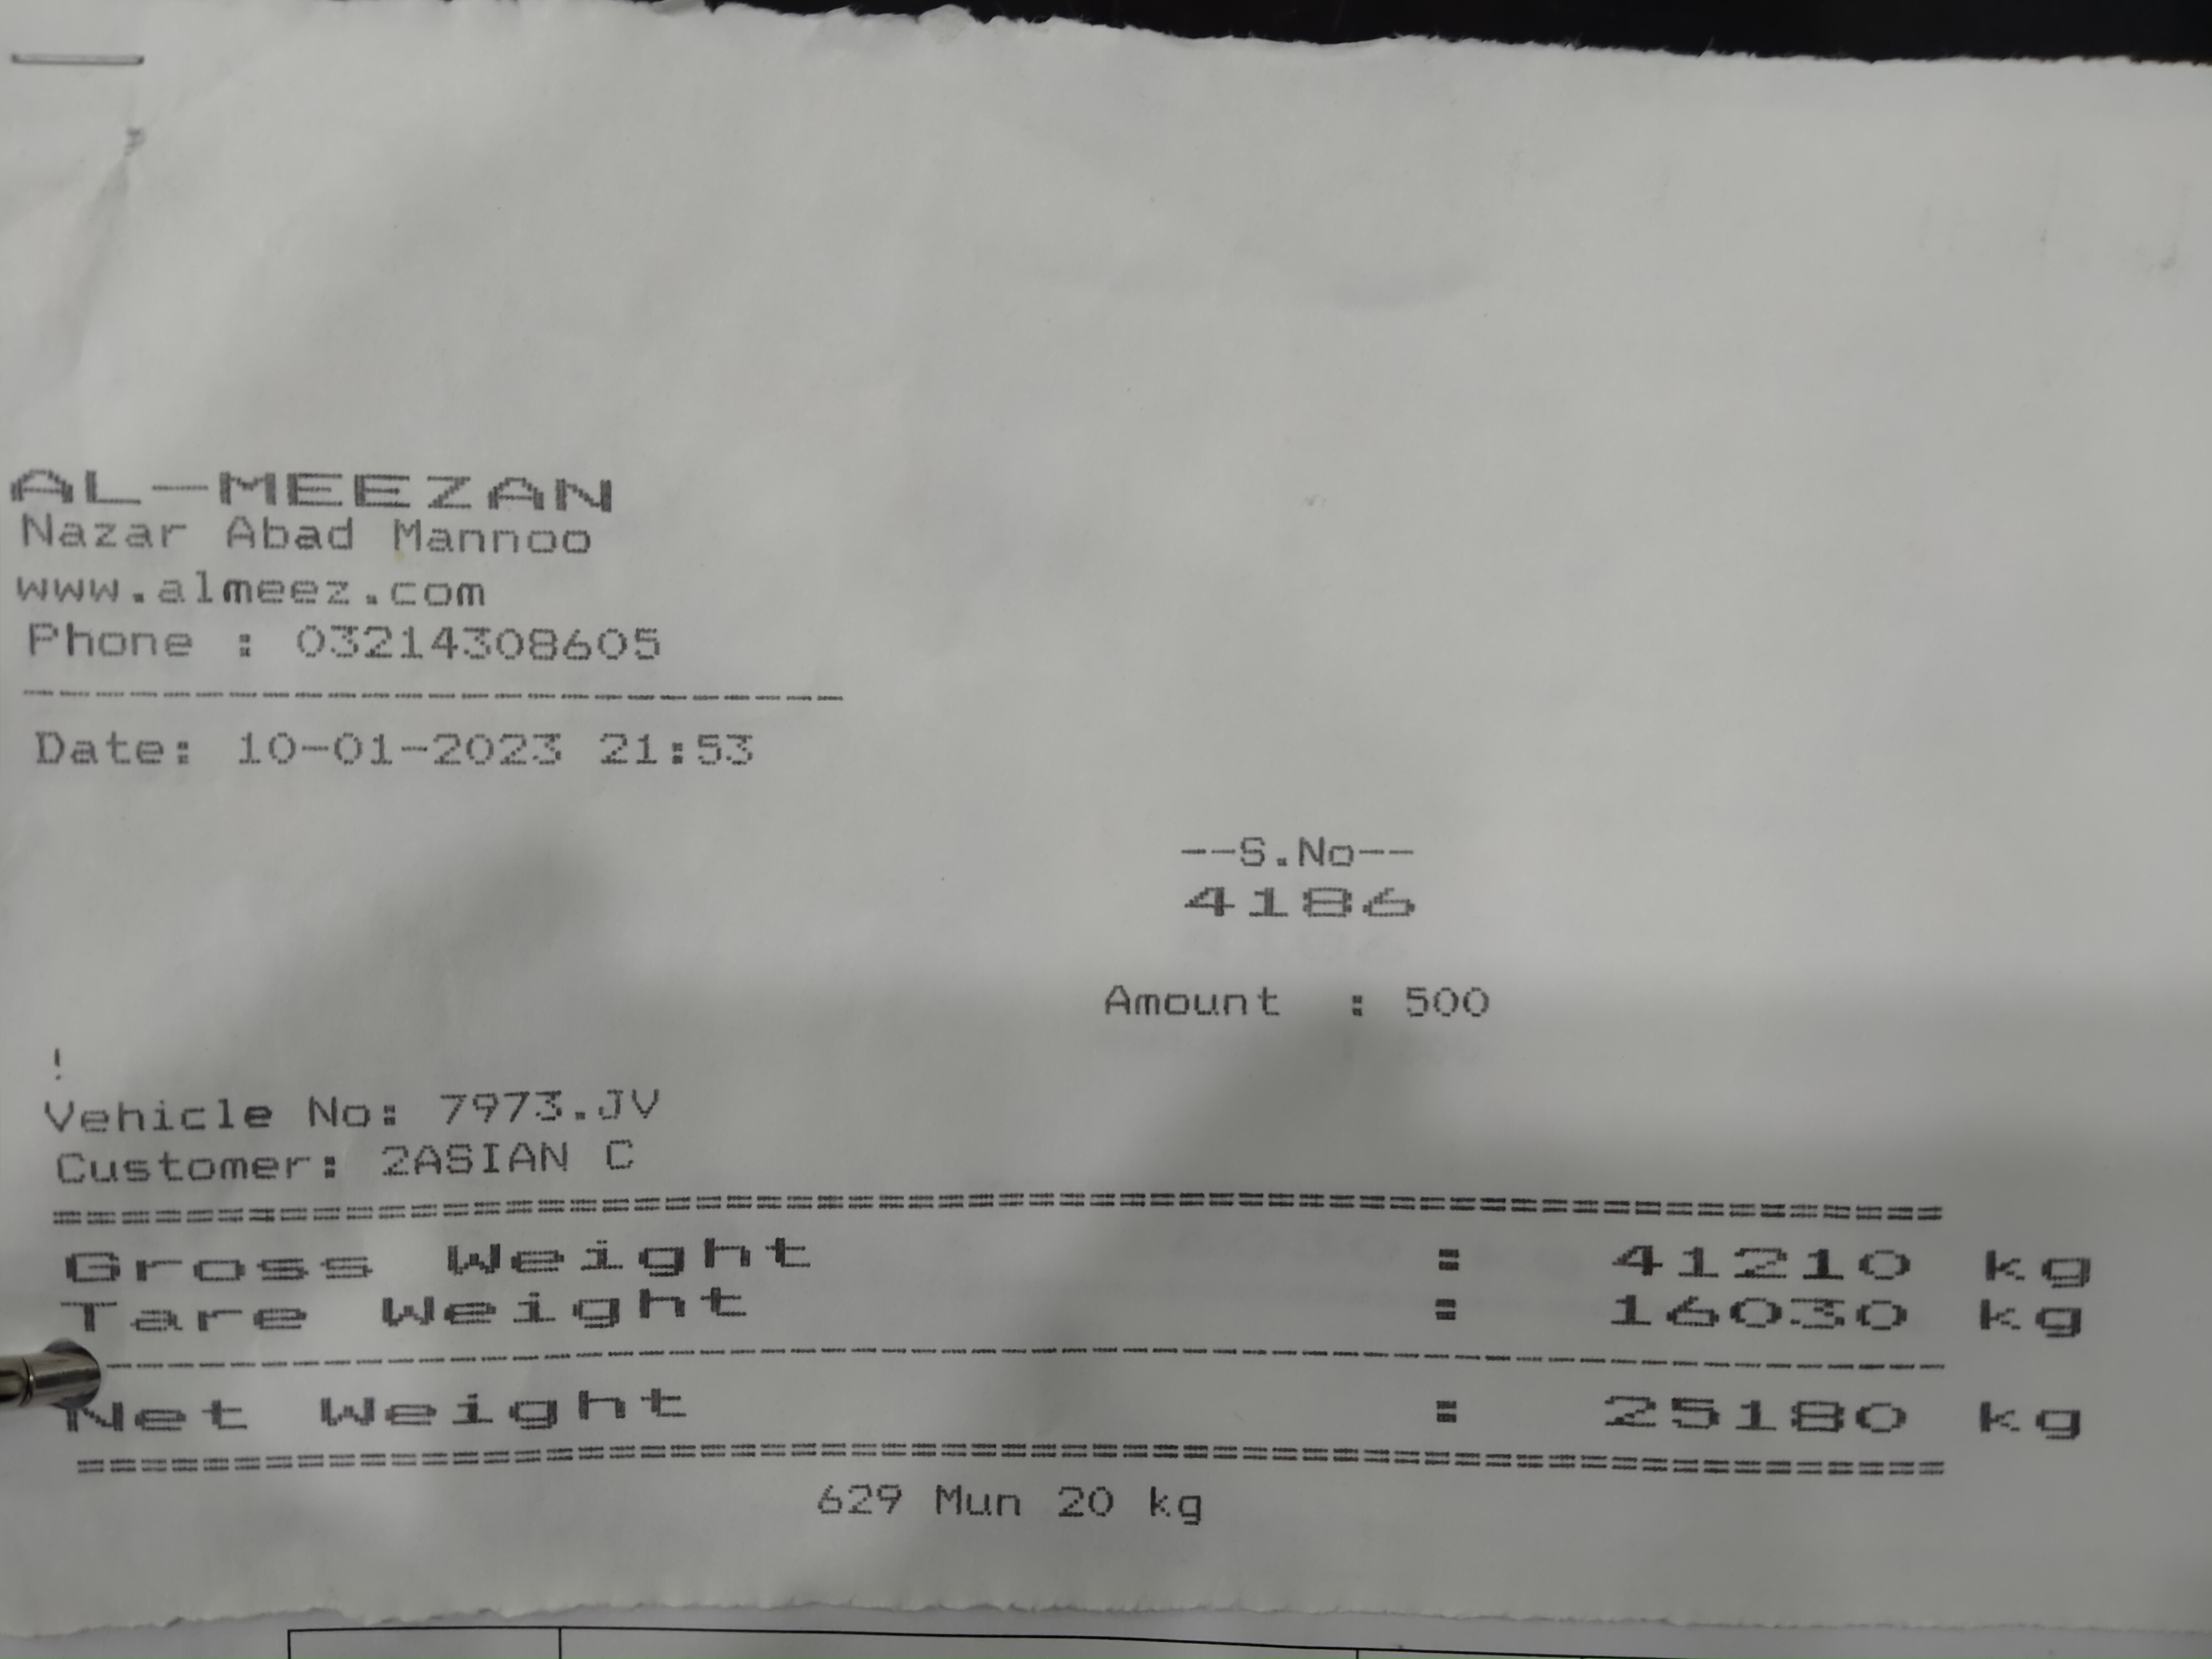 AL-MEEZAN
Nazar Abad Mannoo
www.almeez.com
Phone : 03214308605
--------------------------
Date: 10-01-2023 21:53
--S.No--
4186
Amount : 500
!
Vehicle No: 7973.JV
Customer: 2ASIAN C
============================================================
Gross Weight : 41210 kg
Tare Weight : 16030 kg
------------------------------------------------------------
Net Weight : 25180 kg
============================================================
629 Mun 20 kg